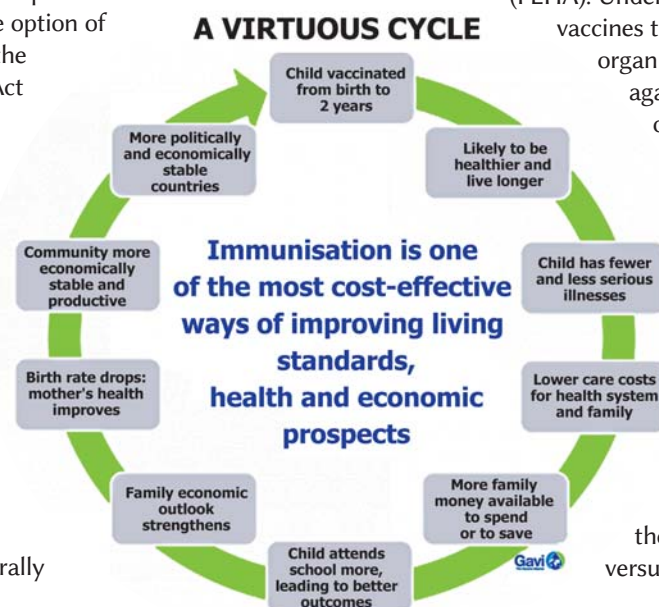 e option of
the
Act
A VIRTUOUS CYCLE
vaccines t
organi
aga
Child vaccinated
from birth to
2 years
Likely to be
healthier and
live longer
Child has fewer
and less serious
illnesses
Lower care costs
for health system
and family
More family
money available
to spend
or to save
Child attends
school more,
leading to better
outcomes
Family economic
outlook
strengthens
Birth rate drops:
mother's health
improves
Community more
economically
stable and
productive
More politically
and economically
stable
countries
Immunisation is one
of the most cost-effective
ways of improving living
standards,
health and economic
prospects
Gavi
rally
the
versu